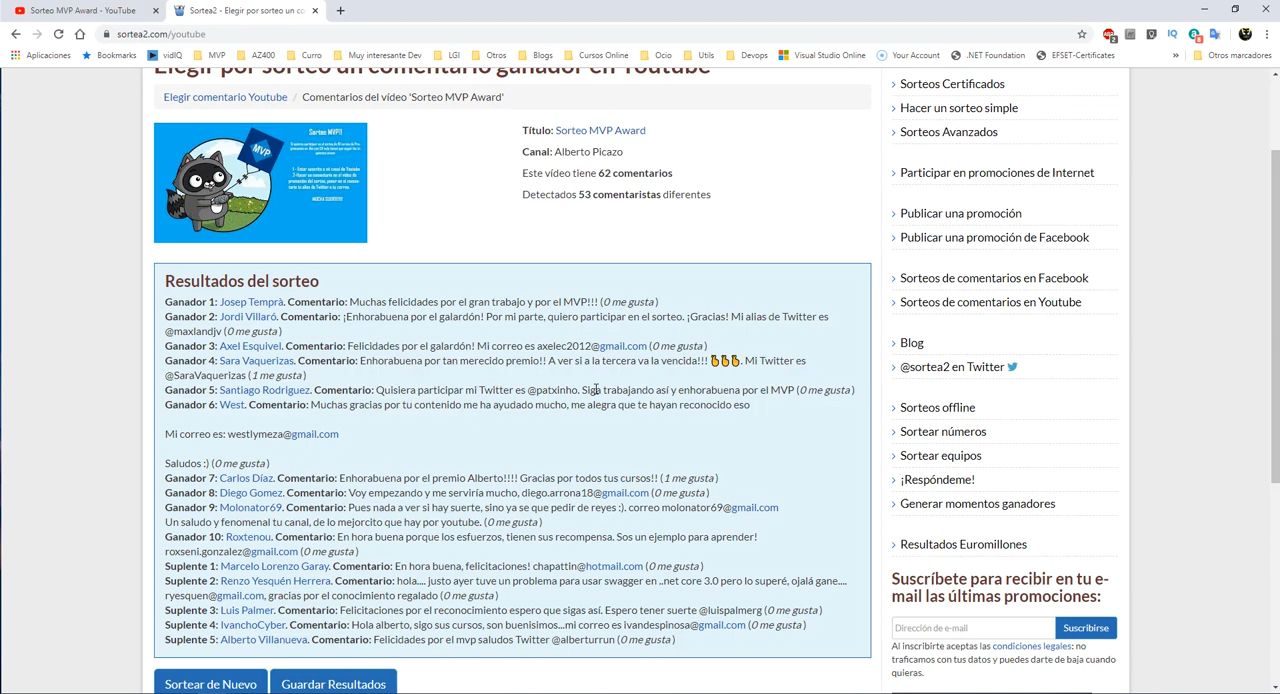 Sorteo MVP Award - YouTube
Sortea2 - Elegir por sorteo un co
sortea2.com/youtube
Aplicaciones
Bookmarks
vidIQ
MVP
AZ400
Curro
Muy interesante Dev
LGI
Otros
Blogs
Cursos Online
Ocio
Utils
Devops
Visual Studio Online
Your Account
.NET Foundation
EFSET-Certificates
»
Otros marcadores
Elegir por sorteo un comentario ganador en Youtube
Elegir comentario Youtube / Comentarios del vídeo 'Sorteo MVP Award'
Sorteo MVP!!
MVP
Título: Sorteo MVP Award
Canal: Alberto Picazo
Este vídeo tiene 62 comentarios
Detectados 53 comentaristas diferentes
Resultados del sorteo
Ganador 1: Josep Temprà. Comentario: Muchas felicidades por el gran trabajo y por el MVP!!! (0 me gusta )
Ganador 2: Jordi Villaró. Comentario: ¡Enhorabuena por el galardón! Por mi parte, quiero participar en el sorteo. ¡Gracias! Mi alias de Twitter es
@maxlandjv (0 me gusta )
Ganador 3: Axel Esquivel. Comentario: Felicidades por el galardón! Mi correo es axelec2012@gmail.com (0 me gusta )
Ganador 4: Sara Vaquerizas. Comentario: Enhorabuena por tan merecido premio!! A ver si a la tercera va la vencida!!! . Mi Twitter es
@SaraVaquerizas (1 me gusta )
Ganador 5: Santiago Rodriguez. Comentario: Quisiera participar mi Twitter es @patxinho. Siga trabajando así y enhorabuena por el MVP (0 me gusta )
Ganador 6: West. Comentario: Muchas gracias por tu contenido me ha ayudado mucho, me alegra que te hayan reconocido eso
Mi correo es: westlymeza@gmail.com
Saludos :) (0 me gusta )
Ganador 7: Carlos Díaz. Comentario: Enhorabuena por el premio Alberto!!!! Gracias por todos tus cursos!! (1 me gusta )
Ganador 8: Diego Gomez. Comentario: Voy empezando y me serviría mucho, diego.arrona18@gmail.com (0 me gusta )
Ganador 9: Molonator69. Comentario: Pues nada a ver si hay suerte, sino ya se que pedir de reyes :). correo molonator69@gmail.com
Un saludo y fenomenal tu canal, de lo mejorcito que hay por youtube. (0 me gusta )
Ganador 10: Roxtenou. Comentario: En hora buena porque los esfuerzos, tienen sus recompensa. Sos un ejemplo para aprender!
roxseni.gonzalez@gmail.com (0 me gusta )
Suplente 1: Marcelo Lorenzo Garay. Comentario: En hora buena, felicitaciones! chapattin@hotmail.com (0 me gusta )
Suplente 2: Renzo Yesquén Herrera. Comentario: hola.... justo ayer tuve un problema para usar swagger en ..net core 3.0 pero lo superé, ojalá gane....
ryesquen@gmail.com, gracias por el conocimiento regalado (0 me gusta )
Suplente 3: Luis Palmer. Comentario: Felicitaciones por el reconocimiento espero que sigas así. Espero tener suerte @luispalmerg (0 me gusta )
Suplente 4: IvanchoCyber. Comentario: Hola alberto, sigo sus cursos, son buenisimos...mi correo es ivandespinosa@gmail.com (0 me gusta )
Suplente 5: Alberto Villanueva. Comentario: Felicidades por el mvp saludos Twitter @alberturrun (0 me gusta )
Sortear de Nuevo
Guardar Resultados
Sorteos Certificados
Hacer un sorteo simple
Sorteos Avanzados
Participar en promociones de Internet
Publicar una promoción
Publicar una promoción de Facebook
Sorteos de comentarios en Facebook
Sorteos de comentarios en Youtube
Blog
@sortea2 en Twitter
Sorteos offline
Sortear números
Sortear equipos
¡Respóndeme!
Generar momentos ganadores
Resultados Euromillones
Suscríbete para recibir en tu e-
mail las últimas promociones:
Dirección de e-mail
Suscribirse
Al inscribirte aceptas las condiciones legales: no
traficamos con tus datos y puedes darte de baja cuando
quieras.